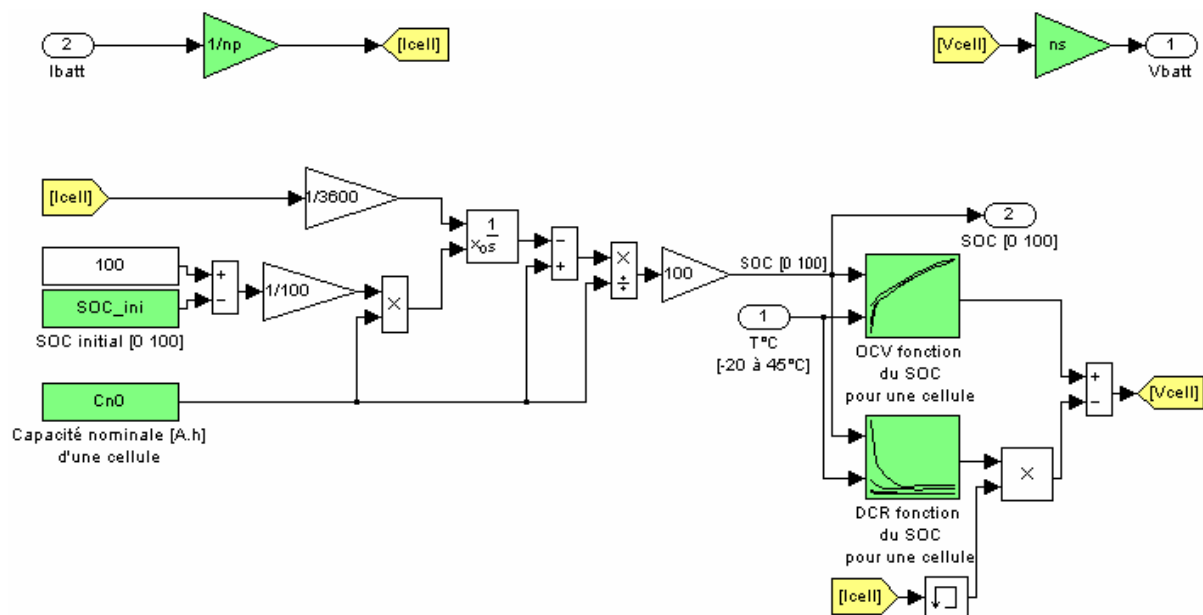 2
Ibatt
1/np
[Icell]
[Vcell]
ns
1
Vbatt
[Icell]
1/3600
100
SOC_ini
SOC initial [0 100]
+
−
1/100
×
1
s
xo
−
+
×
÷
100
SOC [0 100]
2
SOC [0 100]
1
T°C
[-20 à 45°C]
OCV fonction
du SOC
pour une cellule
Cn0
Capacité nominale [A.h]
d'une cellule
DCR fonction
du SOC
pour une cellule
×
+
−
[Vcell]
[Icell]